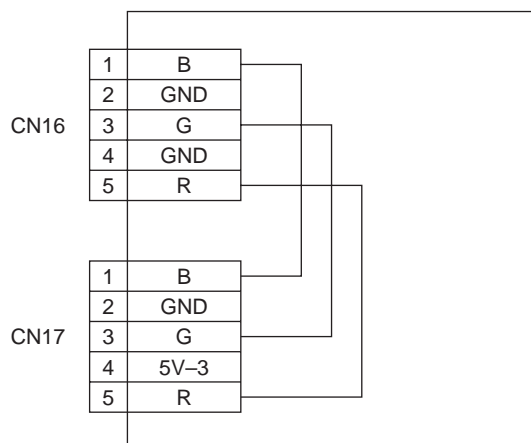 CN16
1 B
2 GND
3 G
4 GND
5 R
CN17
1 B
2 GND
3 G
4 5V–3
5 R